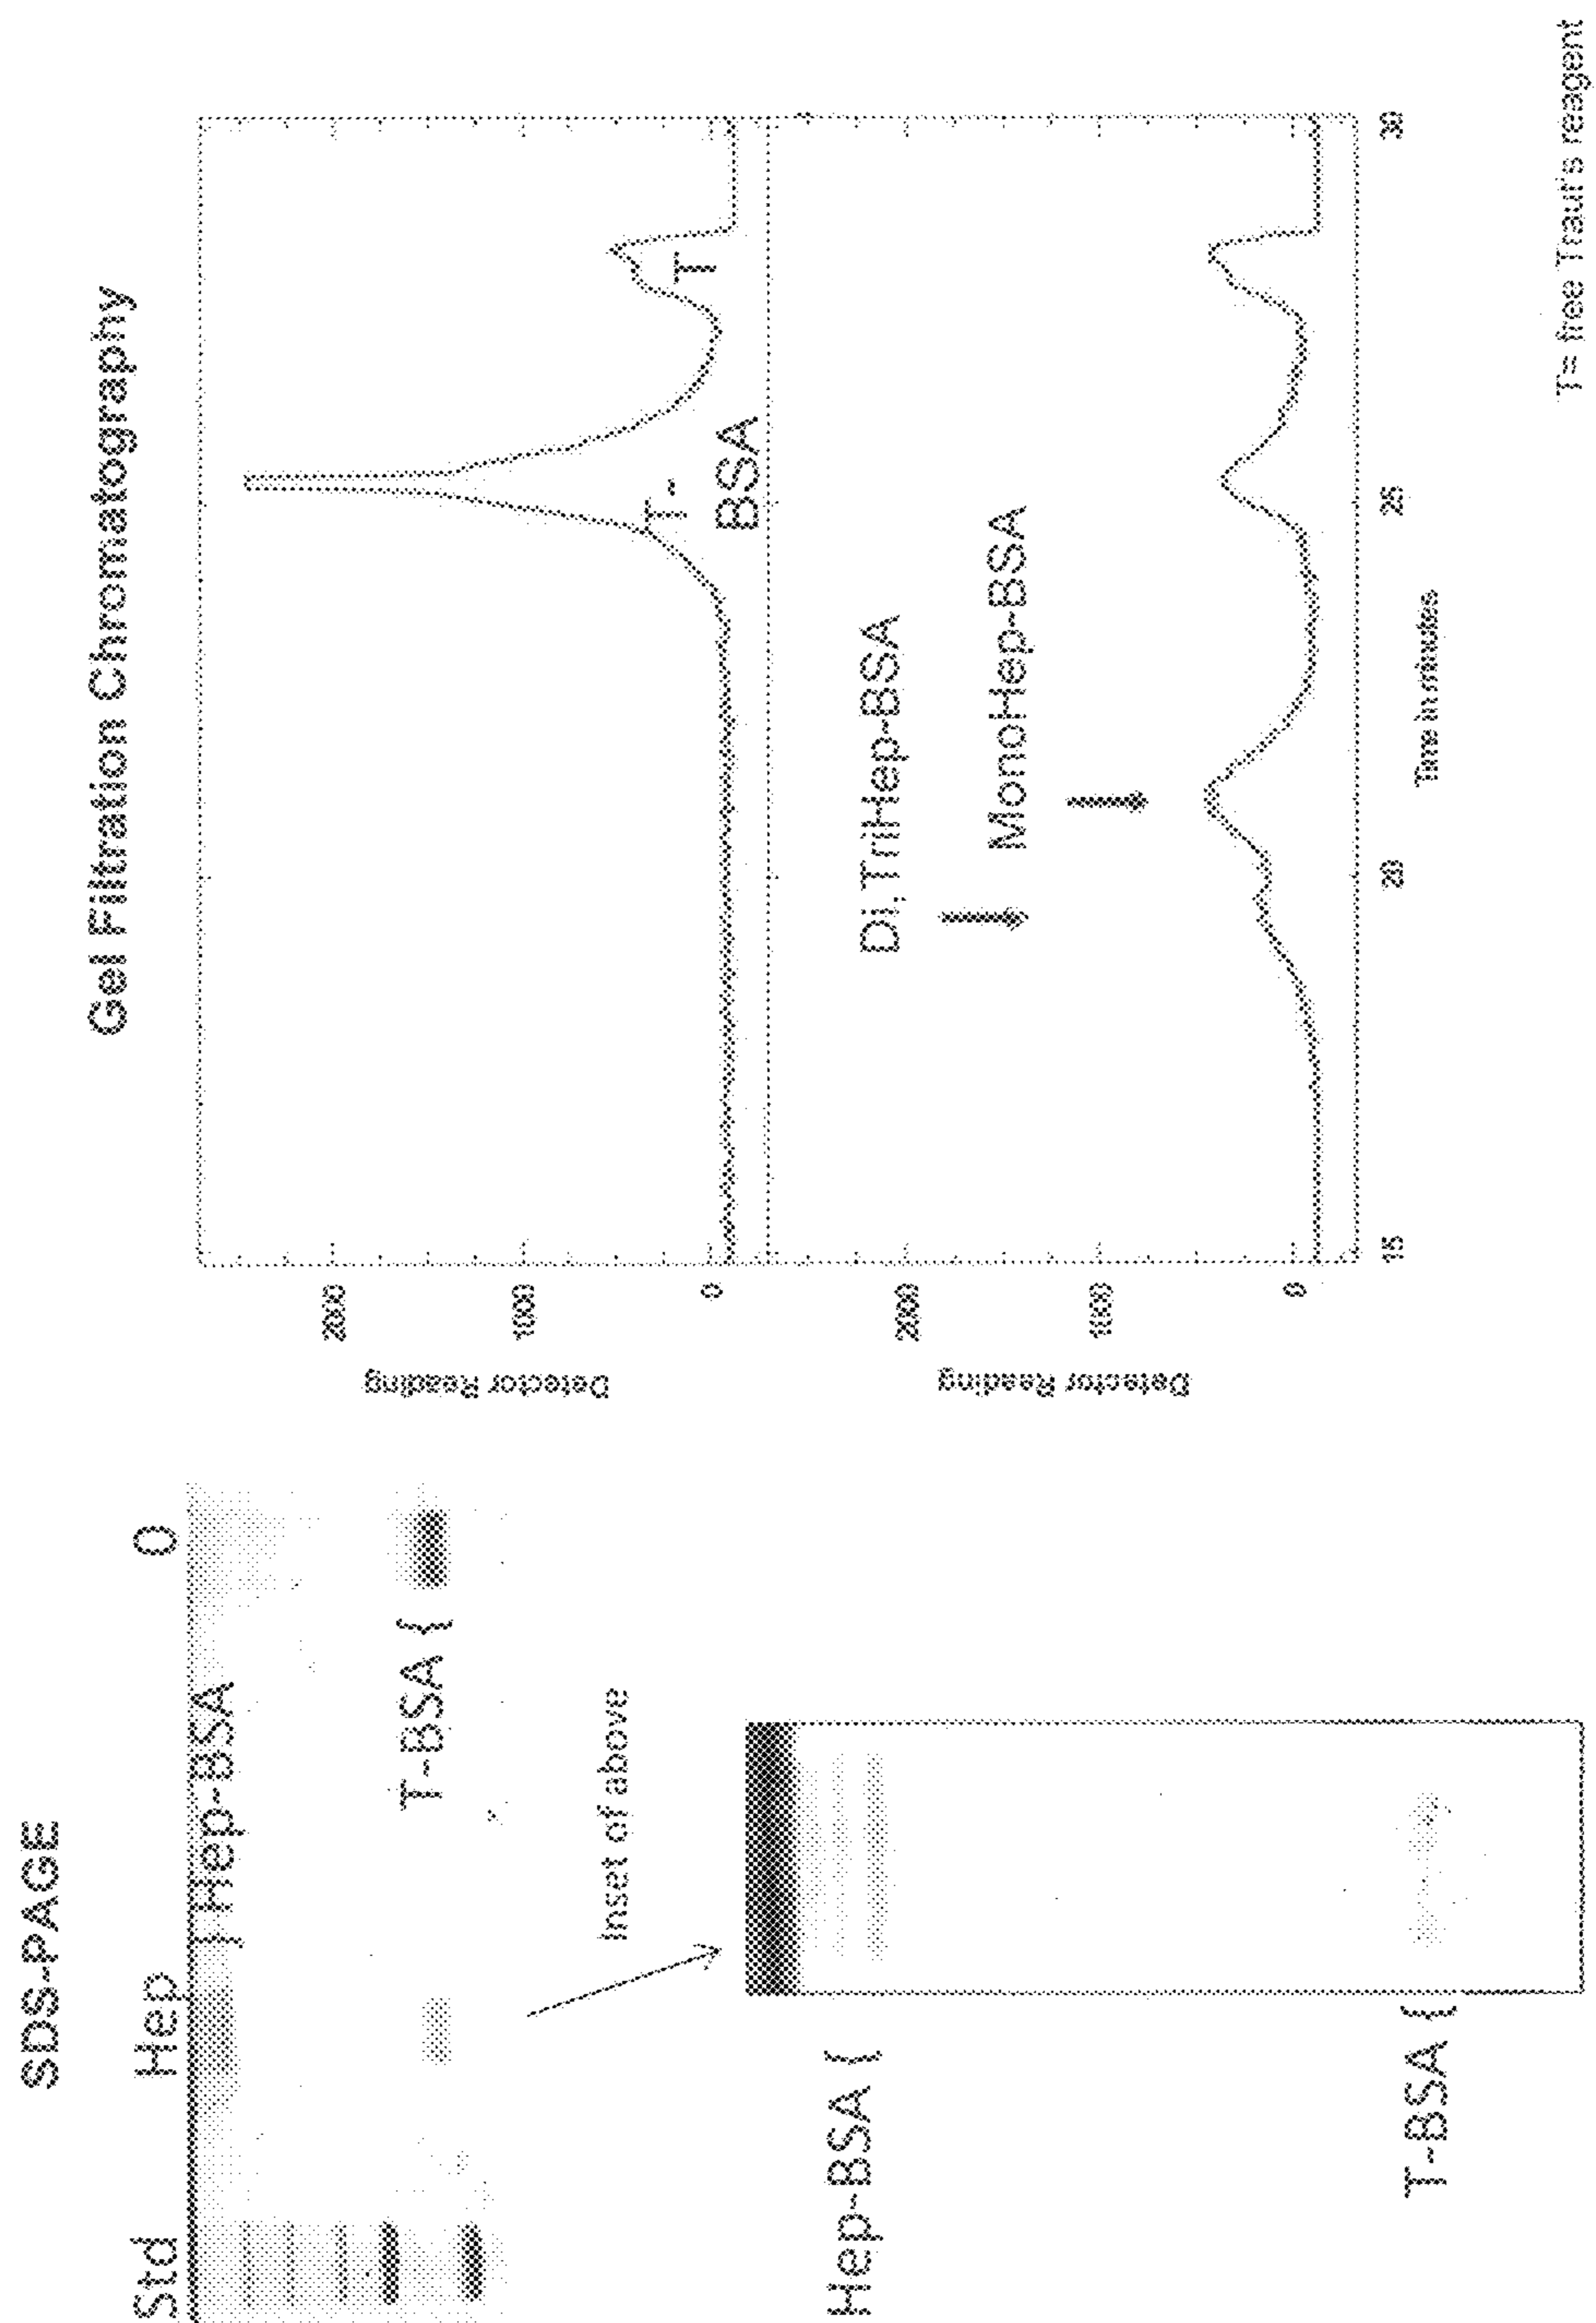 SDS-PAGE
Std
Hep
0
} Hep-BSA
T-BSA {
Inset of above
Hep-BSA {
T-BSA {
Gel Filtration Chromatography
Detector Reading
2000
1000
0
T-
BSA
T
Detector Reading
2000
1000
0
Di,TriHep-BSA
MonoHep-BSA
15
20
25
30
Time in minutes
T= free Traut's reagent